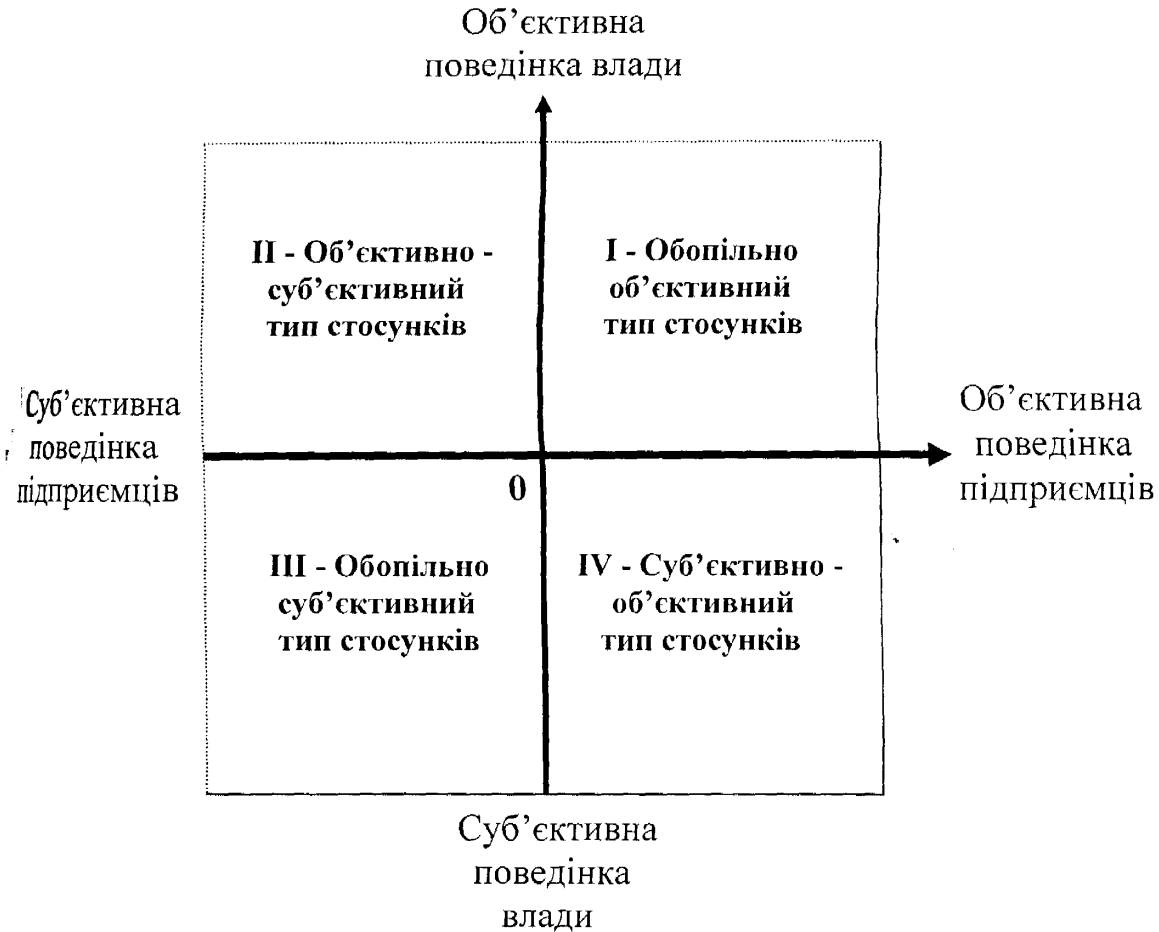 Об’єктивна
поведінка влади
II - Об’єктивно -
суб’єктивний
тип стосунків
I - Обопільно
об’єктивний
тип стосунків
Суб’єктивна
поведінка
підприємців
Об’єктивна
поведінка
підприємців
0
III - Обопільно
суб’єктивний
тип стосунків
IV - Суб’єктивно -
об’єктивний
тип стосунків
Суб’єктивна
поведінка
влади